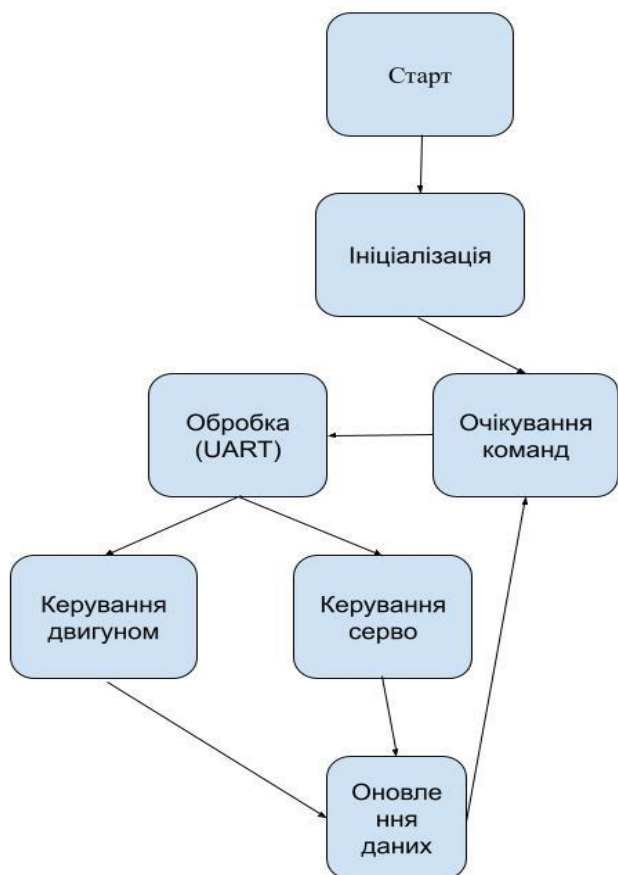 Старт
Ініціалізація
Обробка
(UART)
Очікування
команд
Керування
двигуном
Керування
серво
Оновле
ння
даних